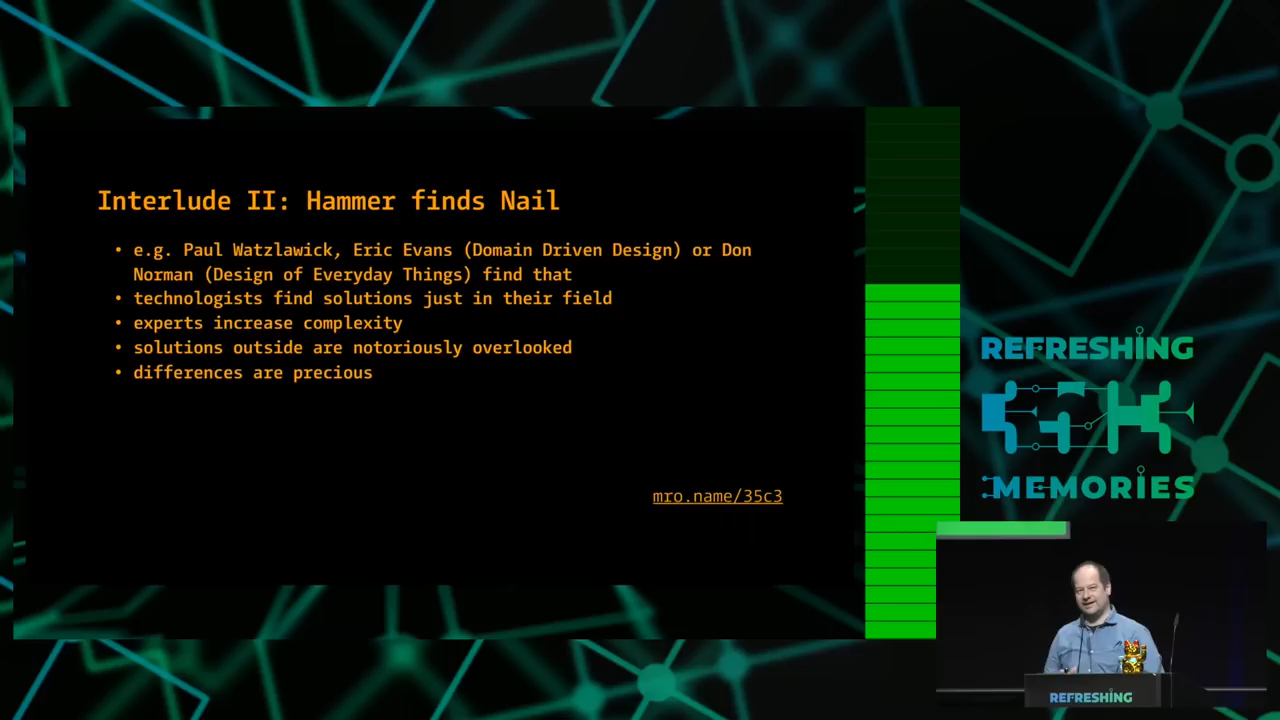 Interlude II: Hammer finds Nail
• e.g. Paul Watzlawick, Eric Evans (Domain Driven Design) or Don
Norman (Design of Everyday Things) find that
• technologists find solutions just in their field
• experts increase complexity
• solutions outside are notoriously overlooked
• differences are precious
mro.name/35c3
REFRESHING
35C3
MEMORIES
REFRESHING